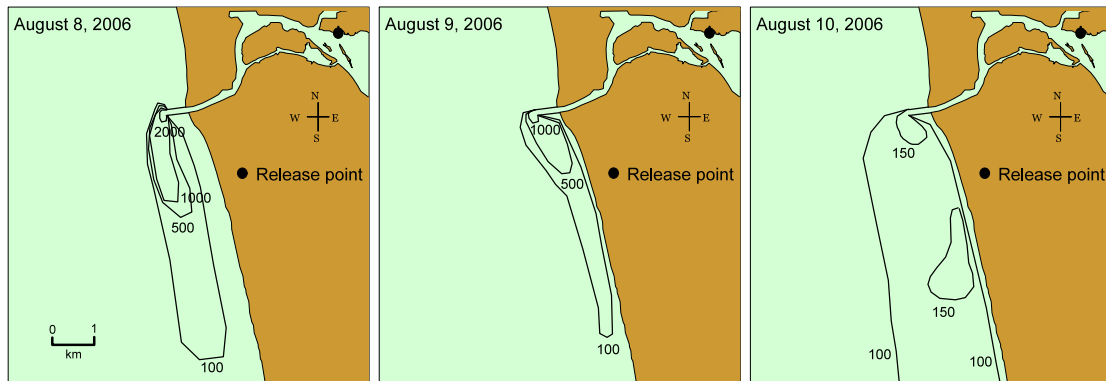 August 8, 2006
N
W E
S
2000
Release point
1000
500
0 1
km
100
August 9, 2006
N
W E
S
1000
Release point
500
100
August 10, 2006
N
W E
S
150
Release point
150
100
100